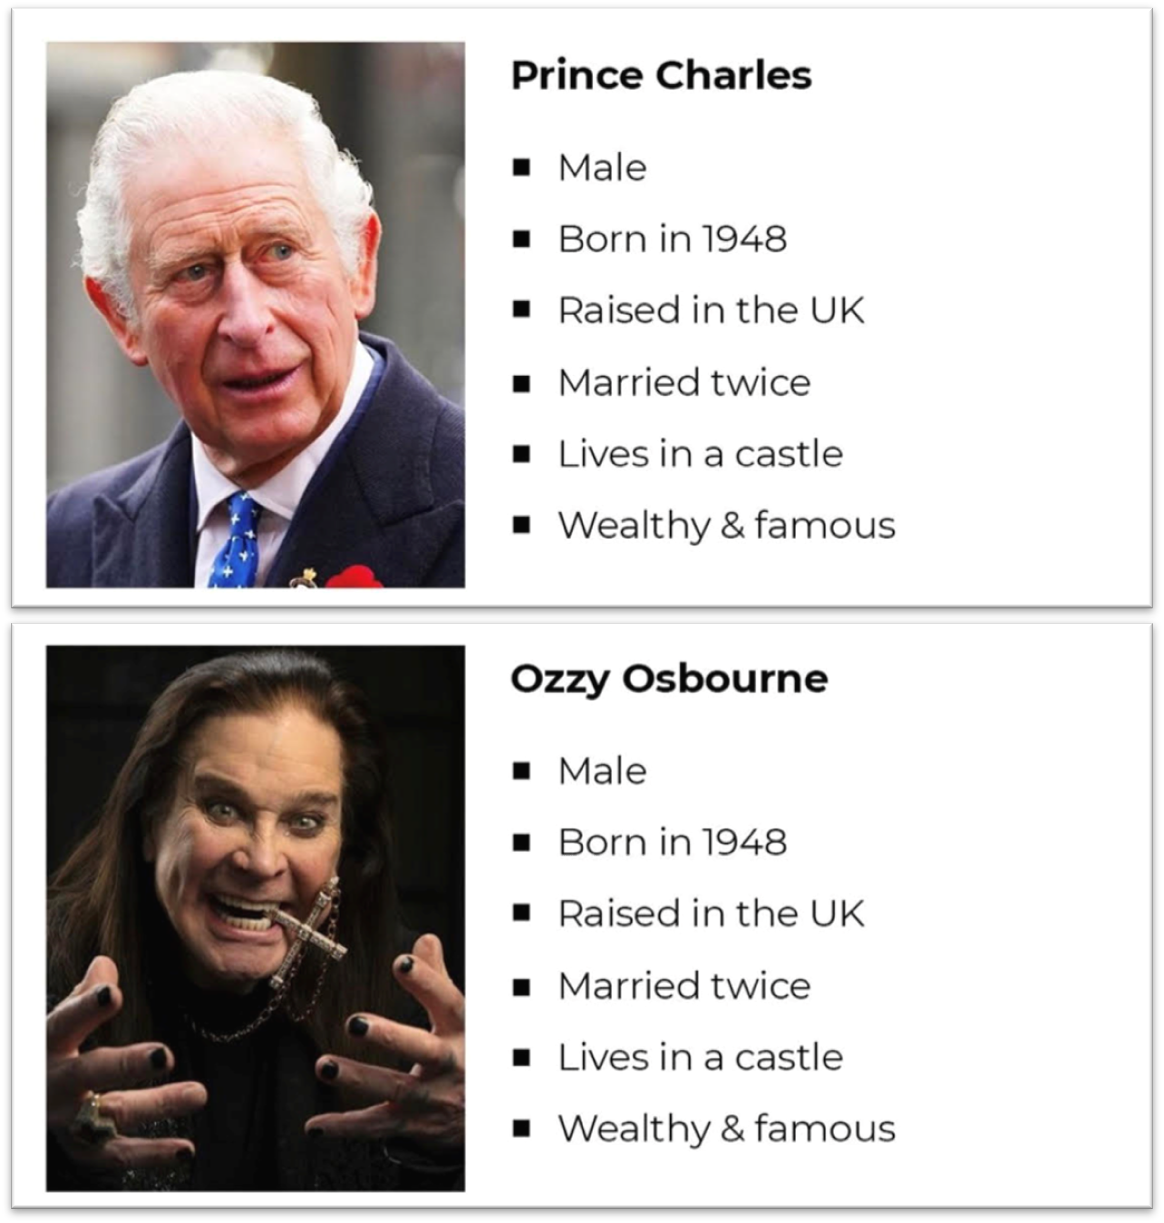 Prince Charles
■ Male
■ Born in 1948
■ Raised in the UK
■ Married twice
■ Lives in a castle
■ Wealthy & famous
Ozzy Osbourne
■ Male
■ Born in 1948
■ Raised in the UK
■ Married twice
■ Lives in a castle
■ Wealthy & famous